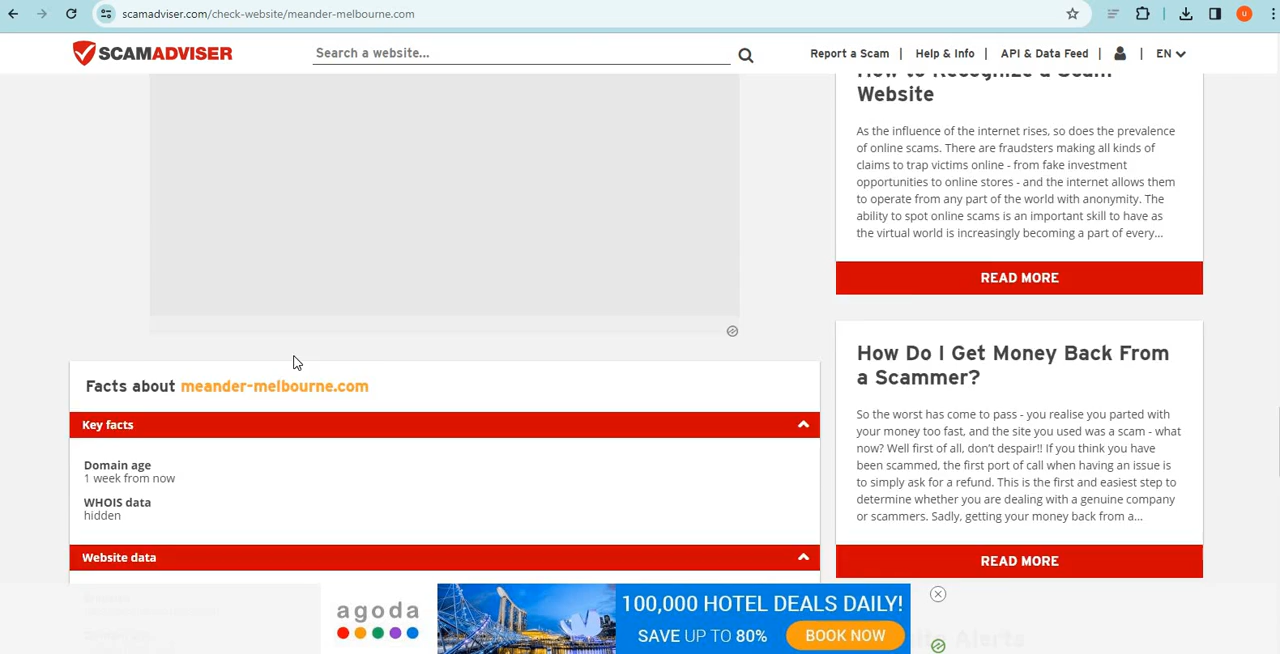 scamadviser.com/check-website/meander-melbourne.com
u
SCAMADVISER
Search a website...
Report a Scam | Help & Info | API & Data Feed | | EN
How to Recognize a Scam
Website
As the influence of the internet rises, so does the prevalence
of online scams. There are fraudsters making all kinds of
claims to trap victims online - from fake investment
opportunities to online stores - and the internet allows them
to operate from any part of the world with anonymity. The
ability to spot online scams is an important skill to have as
the virtual world is increasingly becoming a part of every...
READ MORE
How Do I Get Money Back From
a Scammer?
So the worst has come to pass - you realise you parted with
your money too fast, and the site you used was a scam - what
now? Well first of all, don't despair!! If you think you have
been scammed, the first port of call when having an issue is
to simply ask for a refund. This is the first and easiest step to
determine whether you are dealing with a genuine company
or scammers. Sadly, getting your money back from a...
READ MORE
Facts about meander-melbourne.com
Key facts
Domain age
1 week from now
WHOIS data
hidden
Website data
agoda
100,000 HOTEL DEALS DAILY!
SAVE UP TO 80%
BOOK NOW
Alerts